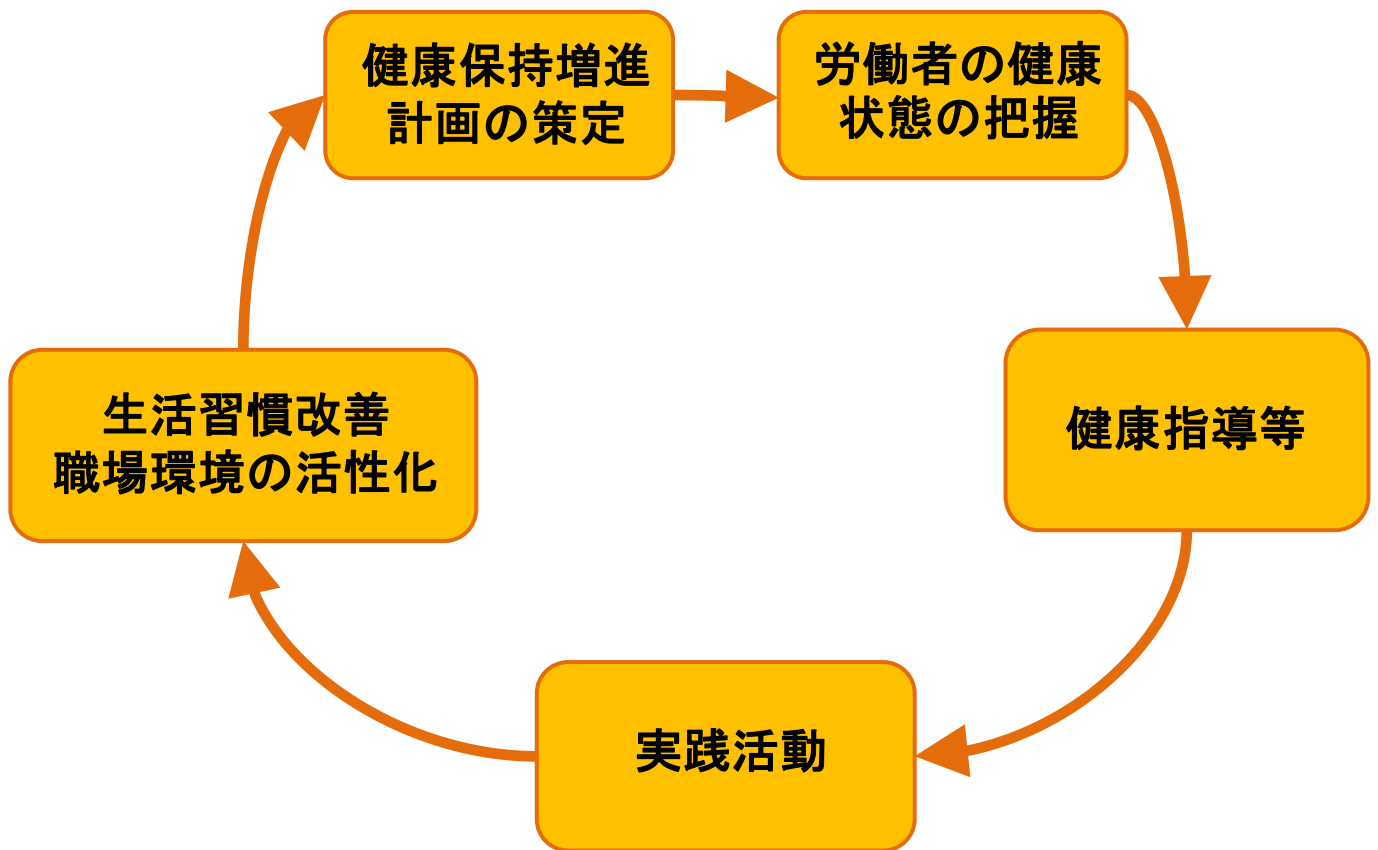 健康保持増進
計画の策定
労働者の健康
状態の把握
健康指導等
実践活動
生活習慣改善
職場環境の活性化